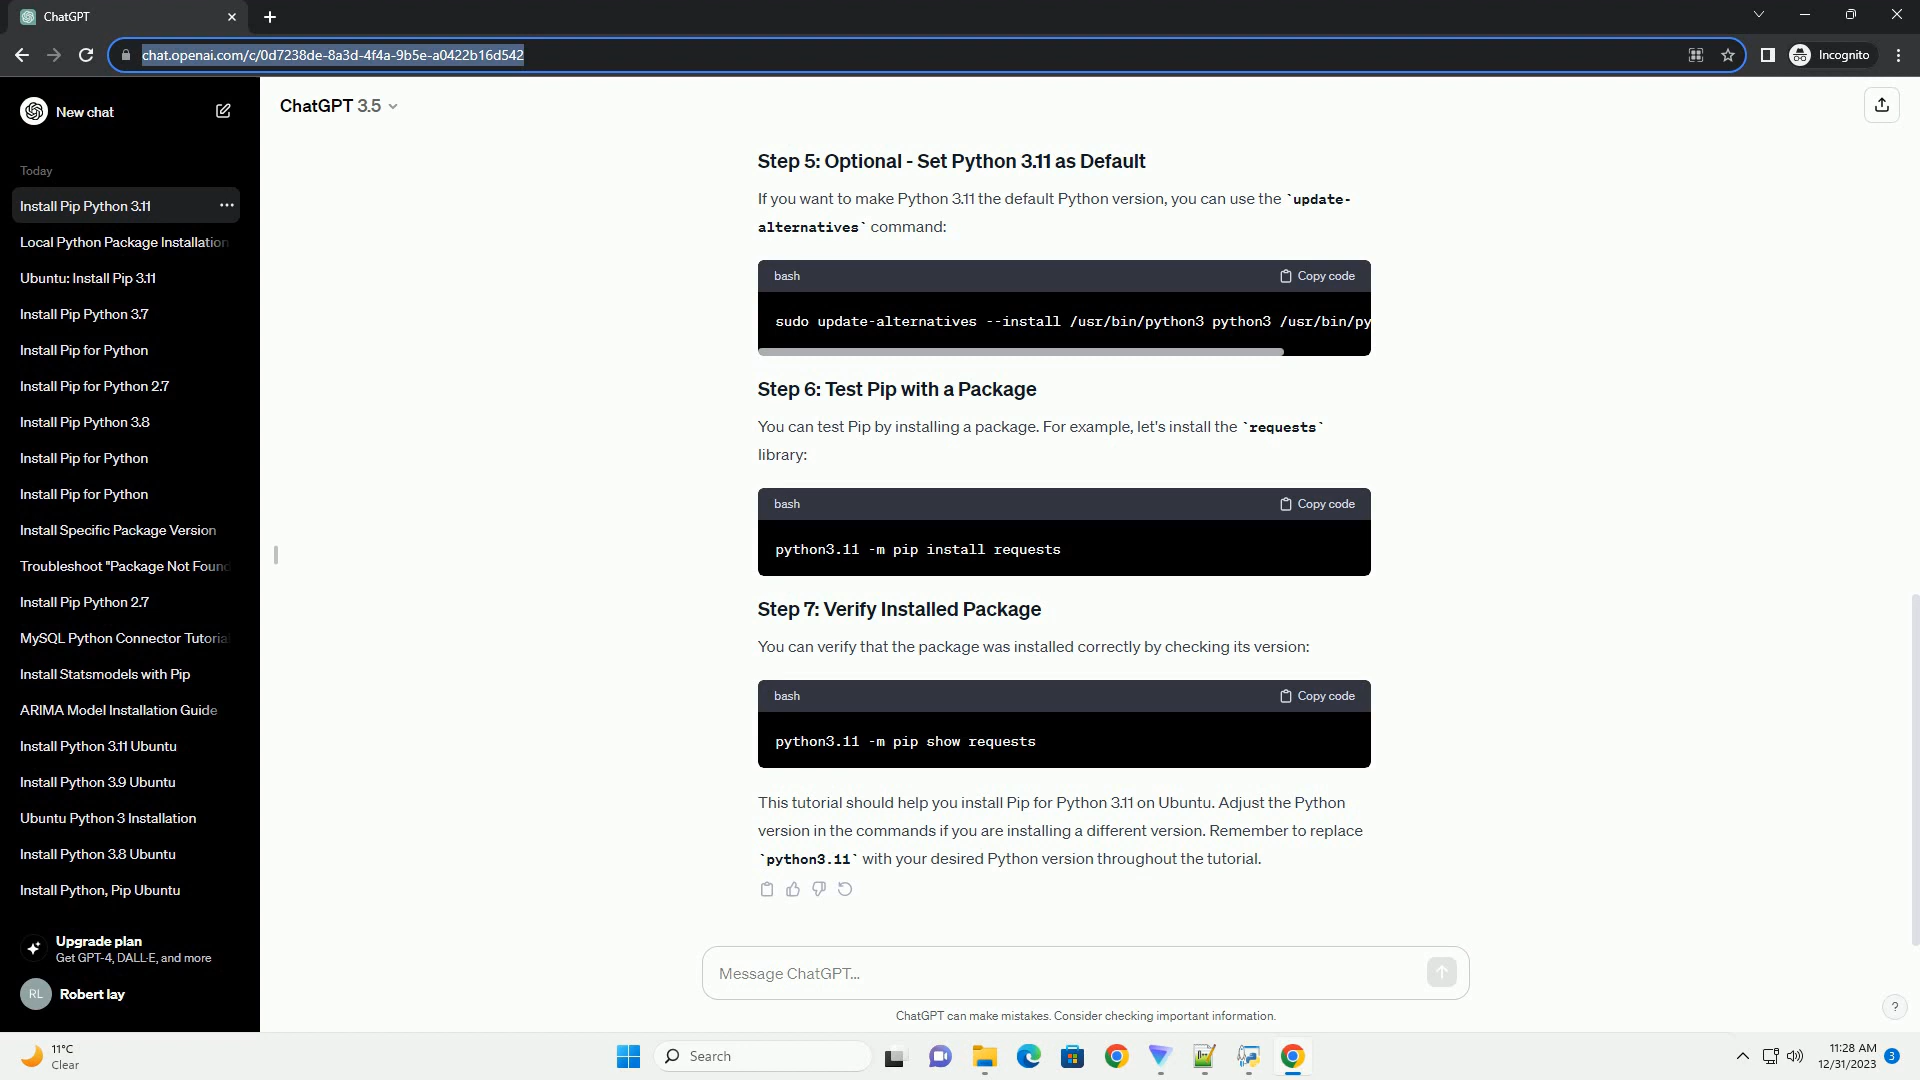 ChatGPT
chat.openai.com/c/0d7238de-8a3d-4f4a-9b5e-a0422b16d542
Incognito
New chat
Today
Install Pip Python 3.11
Local Python Package Installation
Ubuntu: Install Pip 3.11
Install Pip Python 3.7
Install Pip for Python
Install Pip for Python 2.7
Install Pip Python 3.8
Install Pip for Python
Install Pip for Python
Install Specific Package Version
Troubleshoot "Package Not Found
Install Pip Python 2.7
MySQL Python Connector Tutorial
Install Statsmodels with Pip
ARIMA Model Installation Guide
Install Python 3.11 Ubuntu
Install Python 3.9 Ubuntu
Ubuntu Python 3 Installation
Install Python 3.8 Ubuntu
Install Python, Pip Ubuntu
Upgrade plan
Get GPT-4, DALL·E, and more
RL Robert lay
ChatGPT 3.5
Step 5: Optional - Set Python 3.11 as Default
If you want to make Python 3.11 the default Python version, you can use the `update-
alternatives` command:
bash Copy code
sudo update-alternatives --install /usr/bin/python3 python3 /usr/bin/py
Step 6: Test Pip with a Package
You can test Pip by installing a package. For example, let's install the `requests`
library:
bash Copy code
python3.11 -m pip install requests
Step 7: Verify Installed Package
You can verify that the package was installed correctly by checking its version:
bash Copy code
python3.11 -m pip show requests
This tutorial should help you install Pip for Python 3.11 on Ubuntu. Adjust the Python
version in the commands if you are installing a different version. Remember to replace
`python3.11` with your desired Python version throughout the tutorial.
Message ChatGPT...
ChatGPT can make mistakes. Consider checking important information.
?
11°C
Clear
Search
11:28 AM
12/31/2023
3